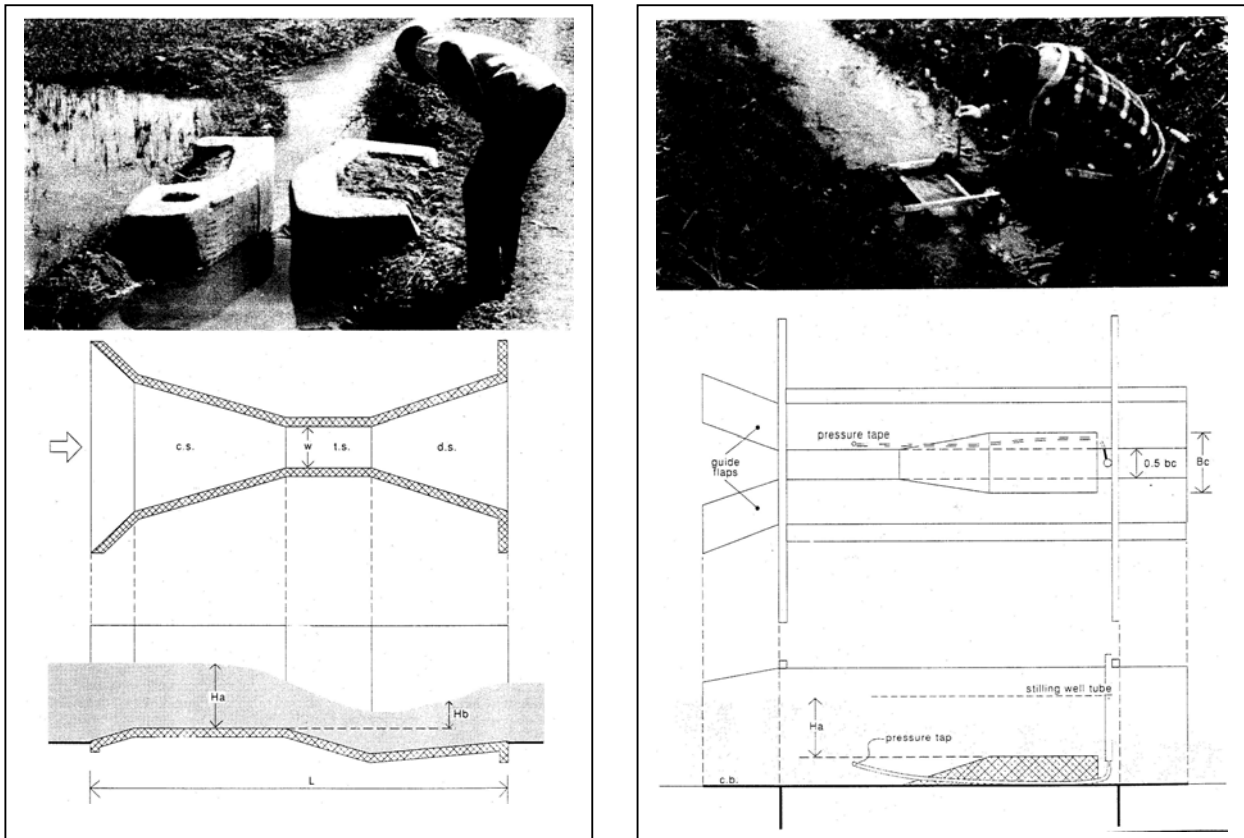 c.s.
w
t.s.
d.s.
Ha
Hb
L
pressure tape
guide
flaps
0.5 bc
Bc
stilling well tube
Ha
pressure tap
c.b.